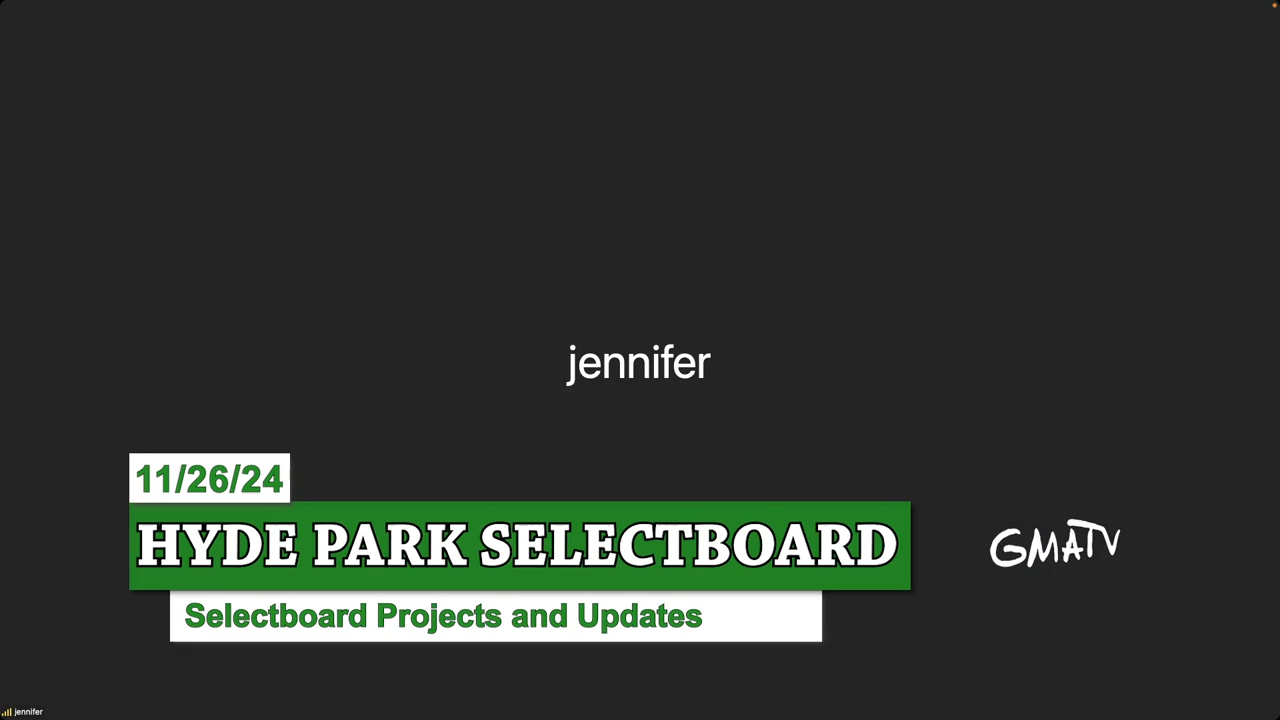 jennifer
11/26/24
HYDE PARK SELECTBOARD
GMATV
Selectboard Projects and Updates
jennifer